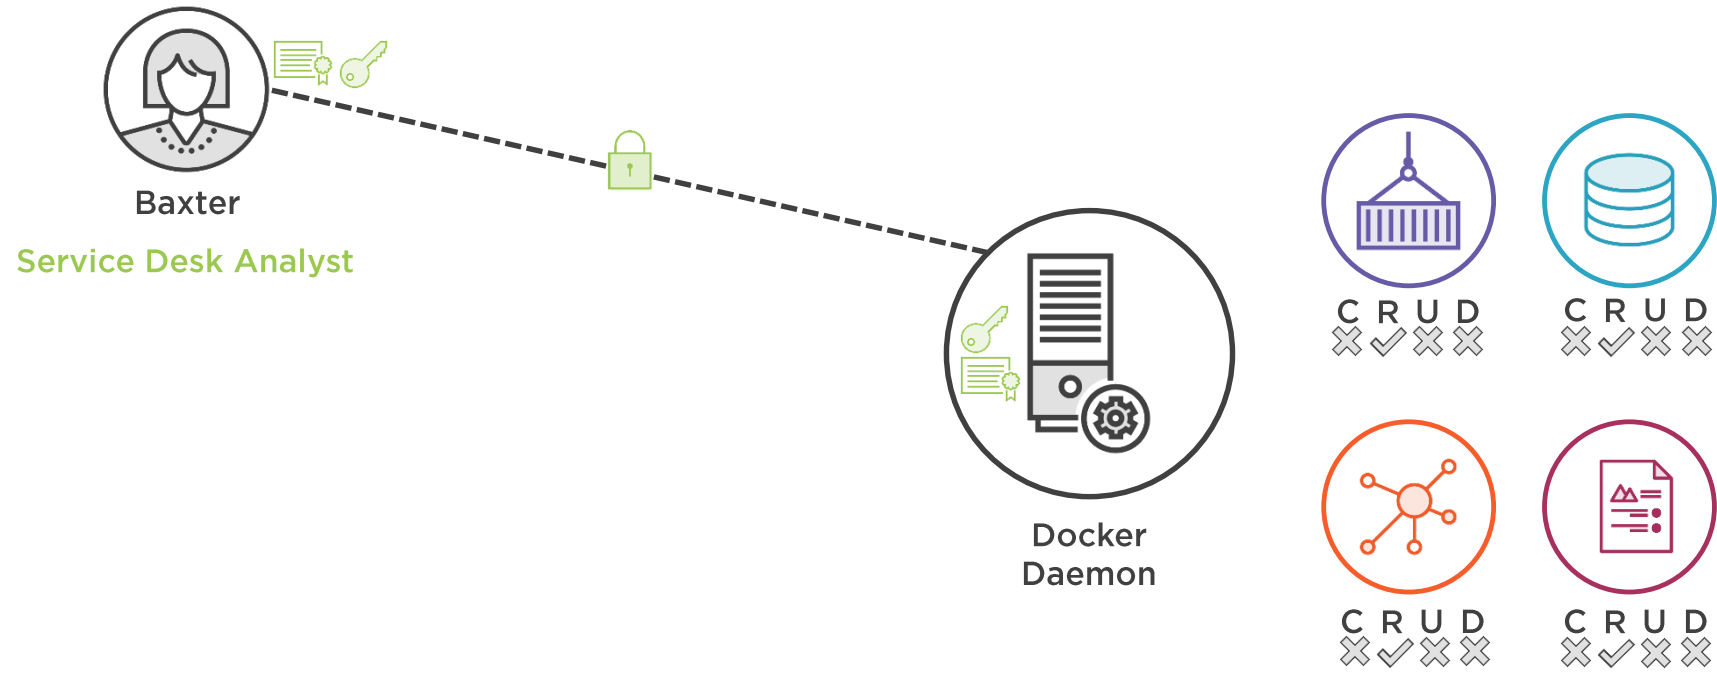 Baxter
Service Desk Analyst
Docker
Daemon
C R U D
C R U D
C R U D
C R U D